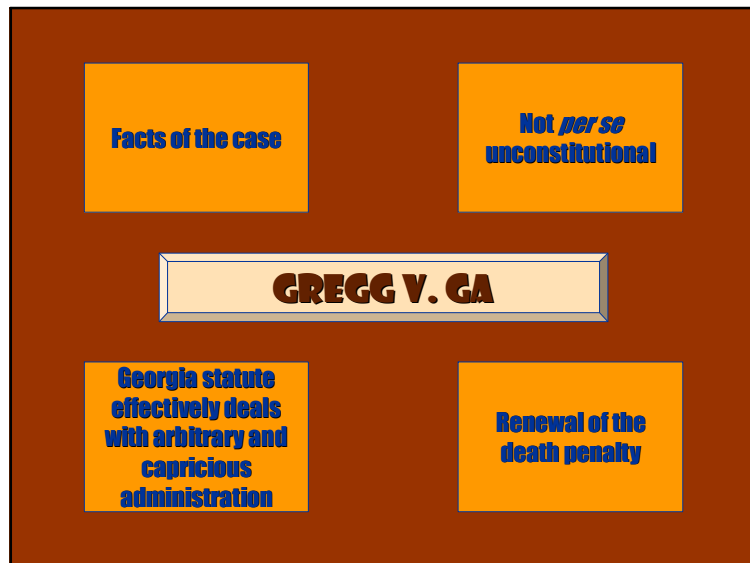 Facts of the case
Not per se
unconstitutional
GREGG V. GA
Georgia statute
effectively deals
with arbitrary and
capricious
administration
Renewal of the
death penalty